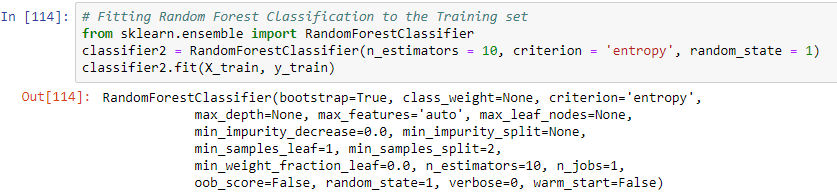 In [114]: # Fitting Random Forest Classification to the Training set
from sklearn.ensemble import RandomForestClassifier
classifier2 = RandomForestClassifier(n_estimators = 10, criterion = 'entropy', random_state = 1)
classifier2.fit(X_train, y_train)
Out[114]: RandomForestClassifier(bootstrap=True, class_weight=None, criterion='entropy',
max_depth=None, max_features='auto', max_leaf_nodes=None,
min_impurity_decrease=0.0, min_impurity_split=None,
min_samples_leaf=1, min_samples_split=2,
min_weight_fraction_leaf=0.0, n_estimators=10, n_jobs=1,
oob_score=False, random_state=1, verbose=0, warm_start=False)